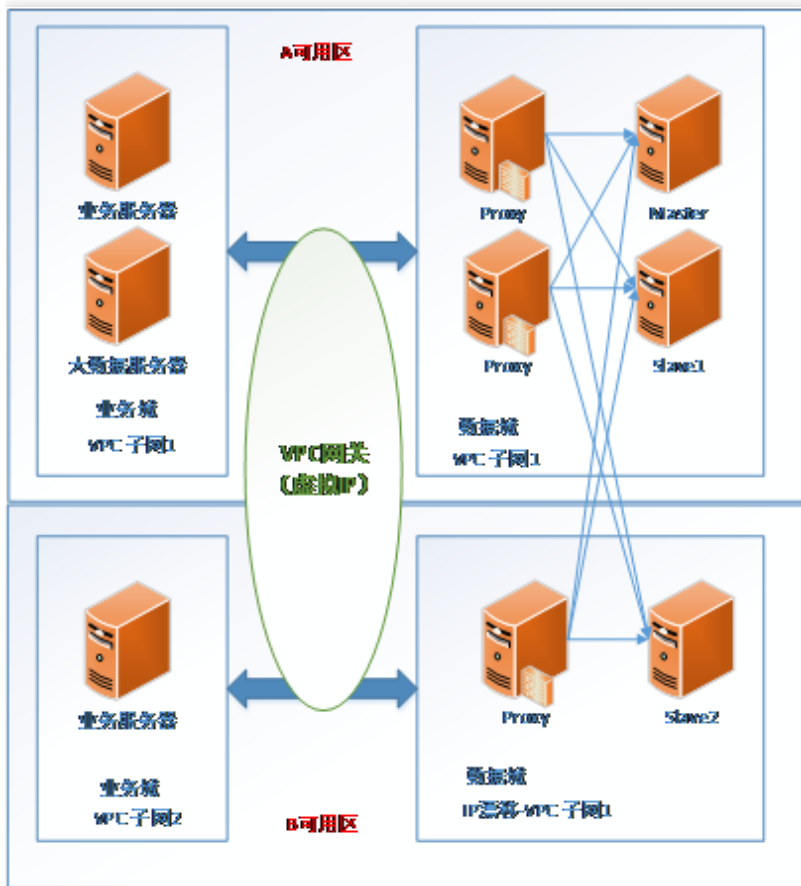 A可用区
业务服务器
Proxy
Master
大数据服务器
Proxy
Slave1
业务域
VPC 子网1
数据域
VPC 子网1
VPC网关
（虚拟IP）
业务服务器
Proxy
Slave2
业务域
VPC 子网2
数据域
IP漂移-VPC 子网1
B可用区